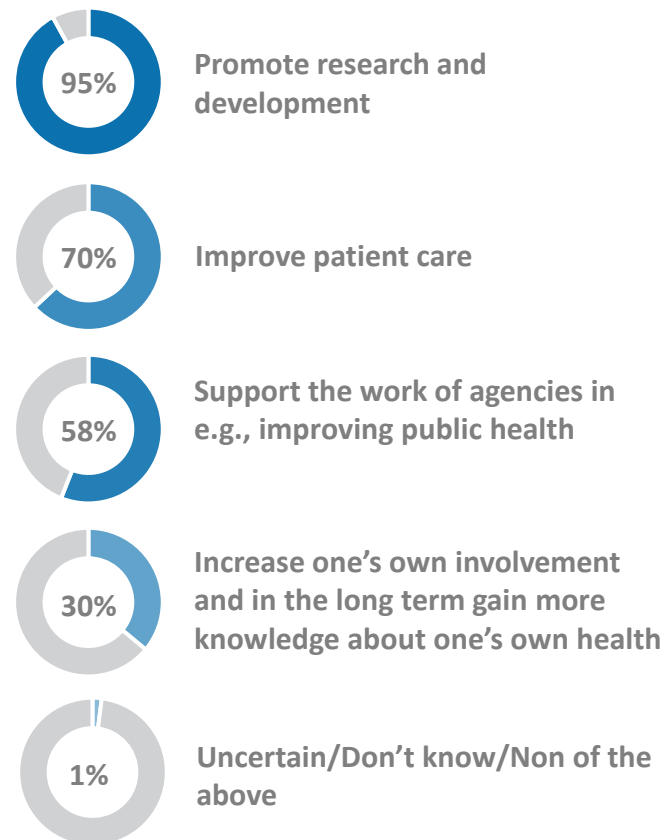 95%
Promote research and
development
70%
Improve patient care
58%
Support the work of agencies in
e.g., improving public health
30%
Increase one’s own involvement
and in the long term gain more
knowledge about one’s own health
1%
Uncertain/Don’t know/Non of the
above